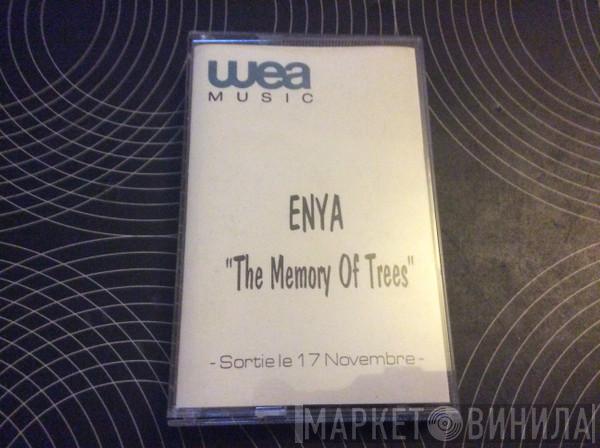 wea
MUSIC
ENYA
"The Memory Of Trees"
- Sortie le 17 Novembre -
МАРКЕТ ВИНИЛА